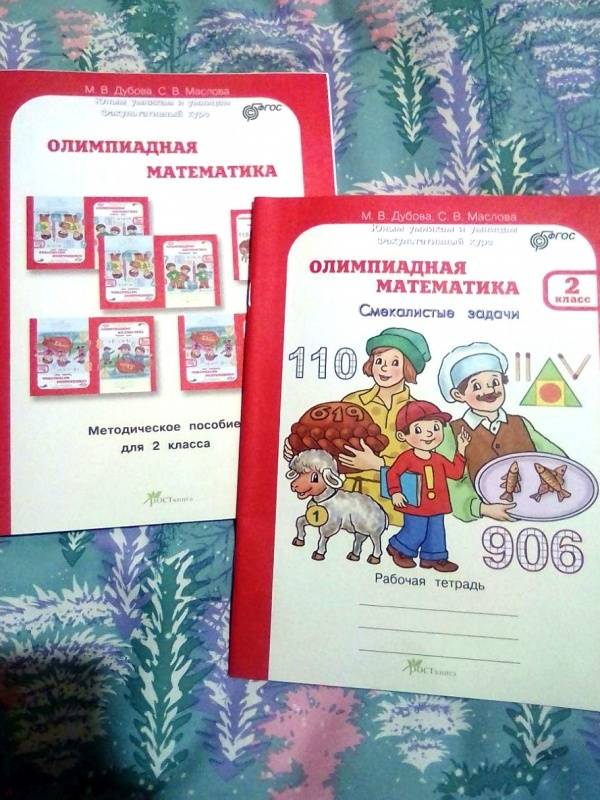 М. В. Дубова, С. В. Маслова
Юным умникам и умницам
Факультативный курс
ФГОС
ОЛИМПИАДНАЯ
МАТЕМАТИКА
Методическое пособие
для 2 класса
РОСТкнига
М. В. Дубова, С. В. Маслова
Юным умникам и умницам
Факультативный курс
ФГОС
ОЛИМПИАДНАЯ
МАТЕМАТИКА
2
класс
Смекалистые задачи
110
619
1
906
Рабочая тетрадь
РОСТкнига